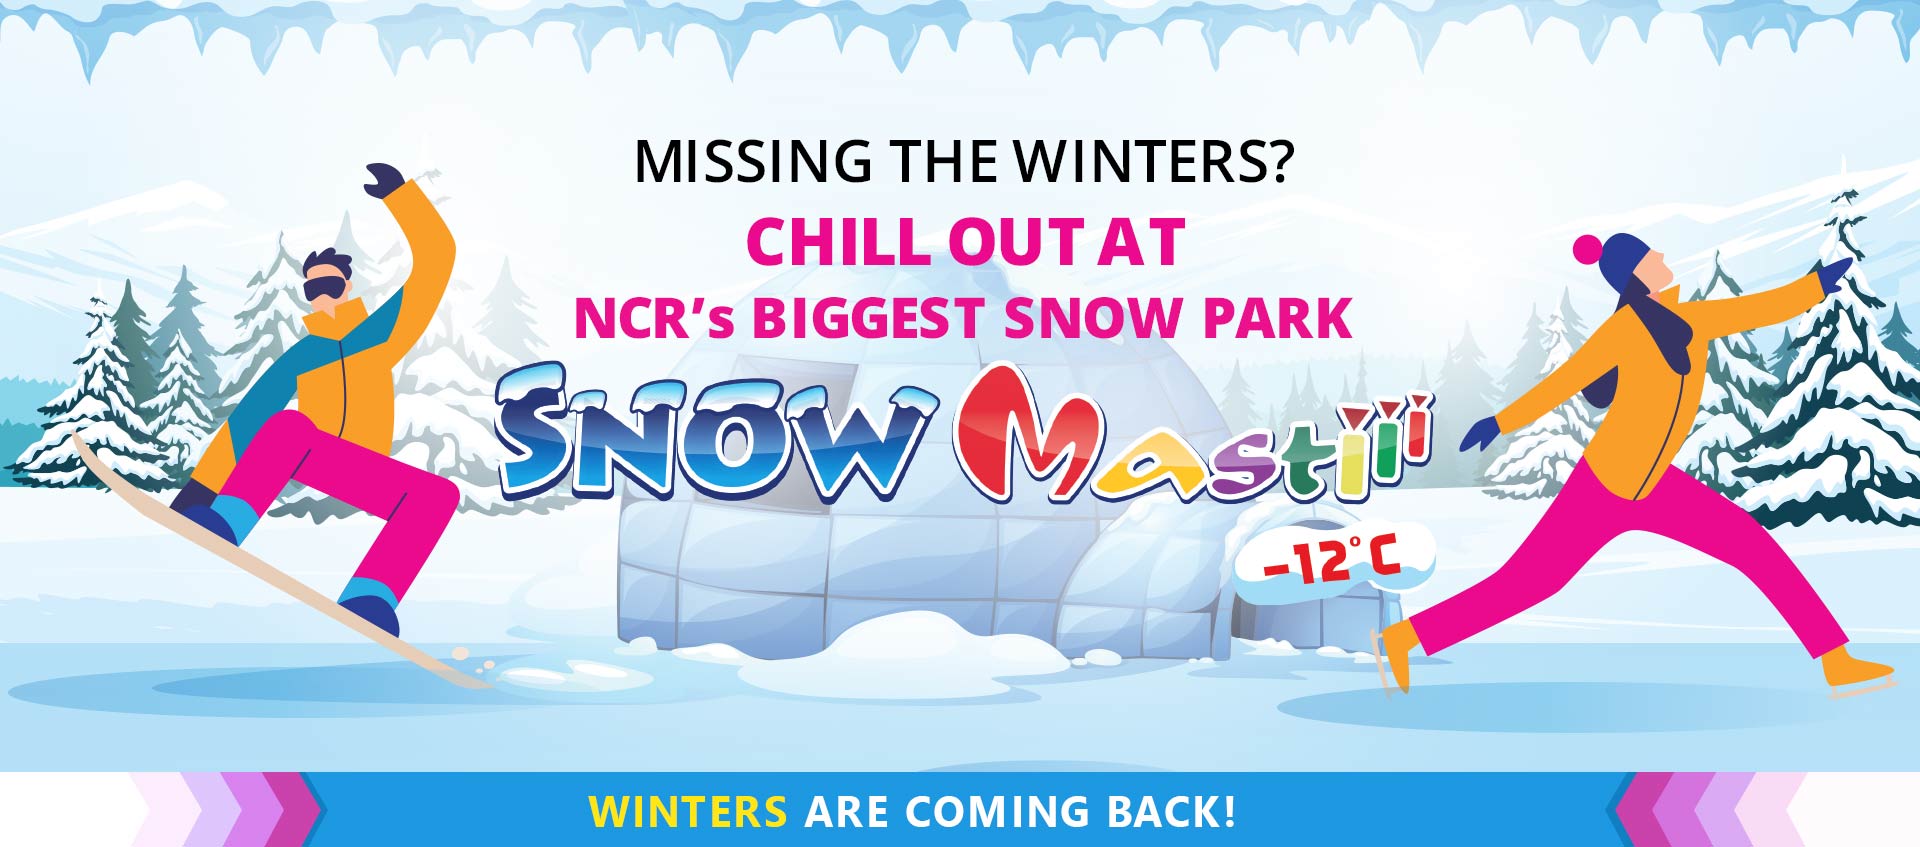 MISSING THE WINTERS?
CHILL OUT AT
NCR's BIGGEST SNOW PARK
SNOW Mastiii
-12°C
WINTERS ARE COMING BACK!